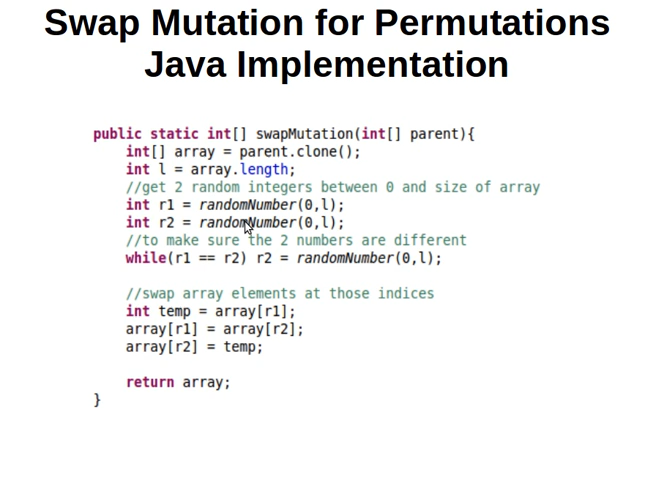 Swap Mutation for Permutations
Java Implementation
public static int[] swapMutation(int[] parent){
int[] array = parent.clone();
int l = array.length;
//get 2 random integers between 0 and size of array
int r1 = randomNumber(0,l);
int r2 = randomNumber(0,l);
//to make sure the 2 numbers are different
while(r1 == r2) r2 = randomNumber(0,l);
//swap array elements at those indices
int temp = array[r1];
array[r1] = array[r2];
array[r2] = temp;
return array;
}